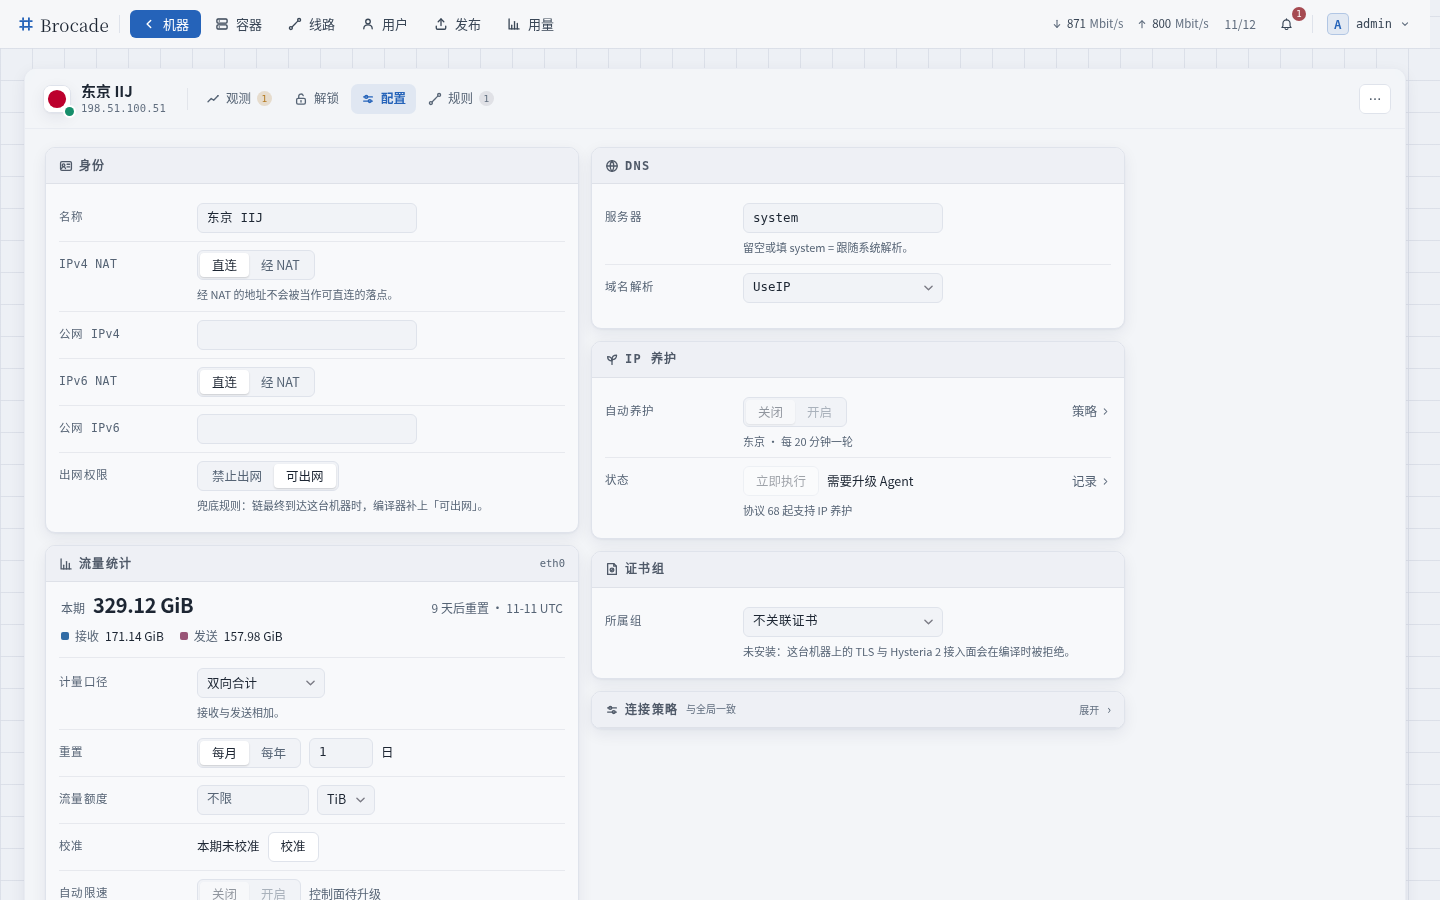 Brocade
机器
容器
线路
用户
发布
用量
871 Mbit/s
800 Mbit/s
11/12
1
A
admin
东京 IIJ
198.51.100.51
观测 1
解锁
配置
规则 1
身份
名称
东京 IIJ
IPv4 NAT
直连 经 NAT
经 NAT 的地址不会被当作可直连的落点。
公网 IPv4
IPv6 NAT
直连 经 NAT
公网 IPv6
出网权限
禁止出网 可出网
兜底规则：链最终到达这台机器时，编译器补上「可出网」。
流量统计
eth0
本期 329.12 GiB
9 天后重置 · 11-11 UTC
接收 171.14 GiB
发送 157.98 GiB
计量口径
双向合计
接收与发送相加。
重置
每月 每年
1 日
流量额度
不限
TiB
校准
本期未校准 校准
自动限速
关闭 开启
控制面待升级
DNS
服务器
system
留空或填 system = 跟随系统解析。
域名解析
UseIP
IP 养护
自动养护
关闭 开启
策略
东京 · 每 20 分钟一轮
状态
立即执行 需要升级 Agent
记录
协议 68 起支持 IP 养护
证书组
所属组
不关联证书
未安装：这台机器上的 TLS 与 Hysteria 2 接入面会在编译时被拒绝。
连接策略 与全局一致
展开